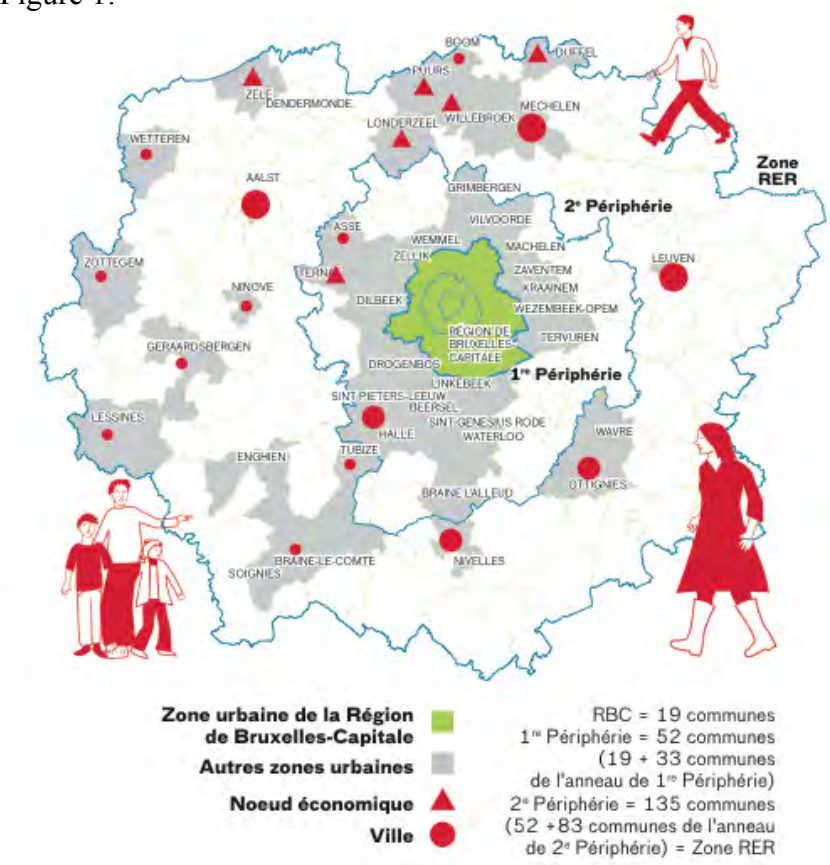 Figure 1:
BOOM
DUFFEL
PUURS
ZELE
DENDERMONDE
MECHELEN
WILLEBROEK
LONDERZEEL
WETTEREN
Zone
RER
AALST
GRIMBERGEN
2e Périphérie
VILVOORDE
ASSE
WEMMEL
MACHELEN
ZELLIK
LEUVEN
ZOTTEGEM
TERNAT
ZAVENTEM
NINOVE
KRAAINEM
DILBEEK
WEZEMBEEK-OPEM
RÉGION DE
BRUXELLES-
CAPITALE
TERVUREN
GERAARDSBERGEN
DROGENBOS
1re Périphérie
LINKEBEEK
SINT PIETERS-LEEUW
BEERSEL
LESSINES
SINT-GENESIUS RODE
WATERLOO
WAVRE
HALLE
TUBIZE
ENGHIEN
OTTIGNIES
BRAINE L'ALLEUD
BRAINE-LE-COMTE
NIVELLES
SOIGNIES
Zone urbaine de la Région
de Bruxelles-Capitale
Autres zones urbaines
Noeud économique
Ville
RBC = 19 communes
1re Périphérie = 52 communes
(19 + 33 communes
de l'anneau de 1re Périphérie)
2e Périphérie = 135 communes
(52 +83 communes de l'anneau
de 2e Périphérie) = Zone RER